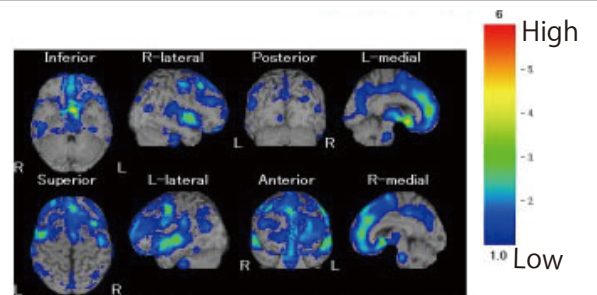 6
High
Inferior R-lateral Posterior L-medial
5
4
3
L R
R L
Superior L-lateral Anterior R-medial
2
R L
L R
1.0 Low